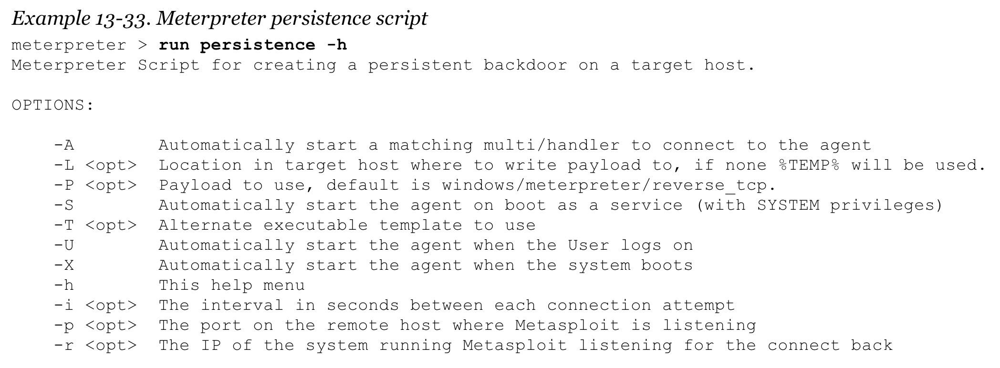 Example 13-33. Meterpreter persistence script
meterpreter > run persistence -h
Meterpreter Script for creating a persistent backdoor on a target host.
OPTIONS:
-A Automatically start a matching multi/handler to connect to the agent
-L <opt> Location in target host where to write payload to, if none %TEMP% will be used.
-P <opt> Payload to use, default is windows/meterpreter/reverse_tcp.
-S Automatically start the agent on boot as a service (with SYSTEM privileges)
-T <opt> Alternate executable template to use
-U Automatically start the agent when the User logs on
-X Automatically start the agent when the system boots
-h This help menu
-i <opt> The interval in seconds between each connection attempt
-p <opt> The port on the remote host where Metasploit is listening
-r <opt> The IP of the system running Metasploit listening for the connect back